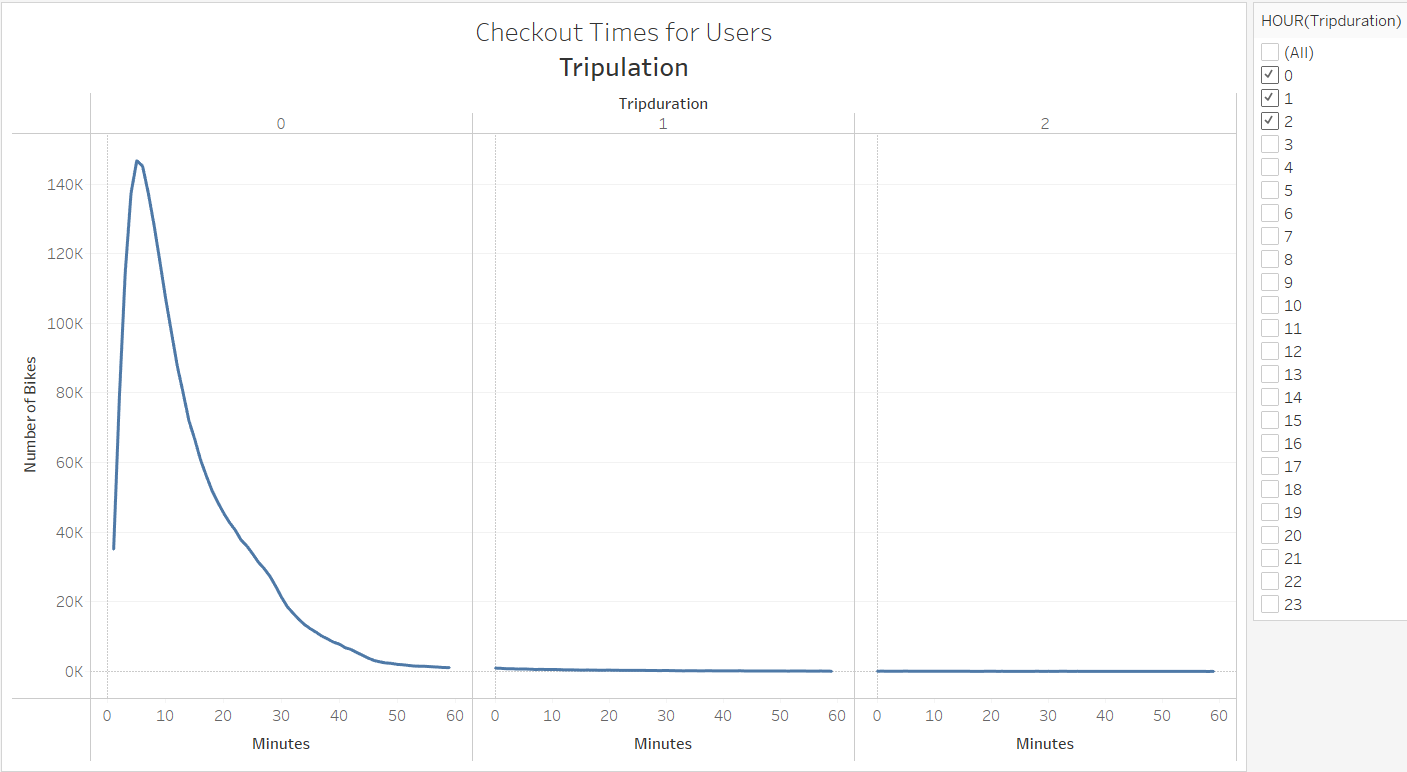 Checkout Times for Users
Tripulation
Tripduration
0 1 2
140K
120K
100K
80K
60K
40K
20K
0K
Number of Bikes
0 10 20 30 40 50 60 0 10 20 30 40 50 60 0 10 20 30 40 50 60
Minutes Minutes Minutes
HOUR(Tripduration)
(All)
0
1
2
3
4
5
6
7
8
9
10
11
12
13
14
15
16
17
18
19
20
21
22
23